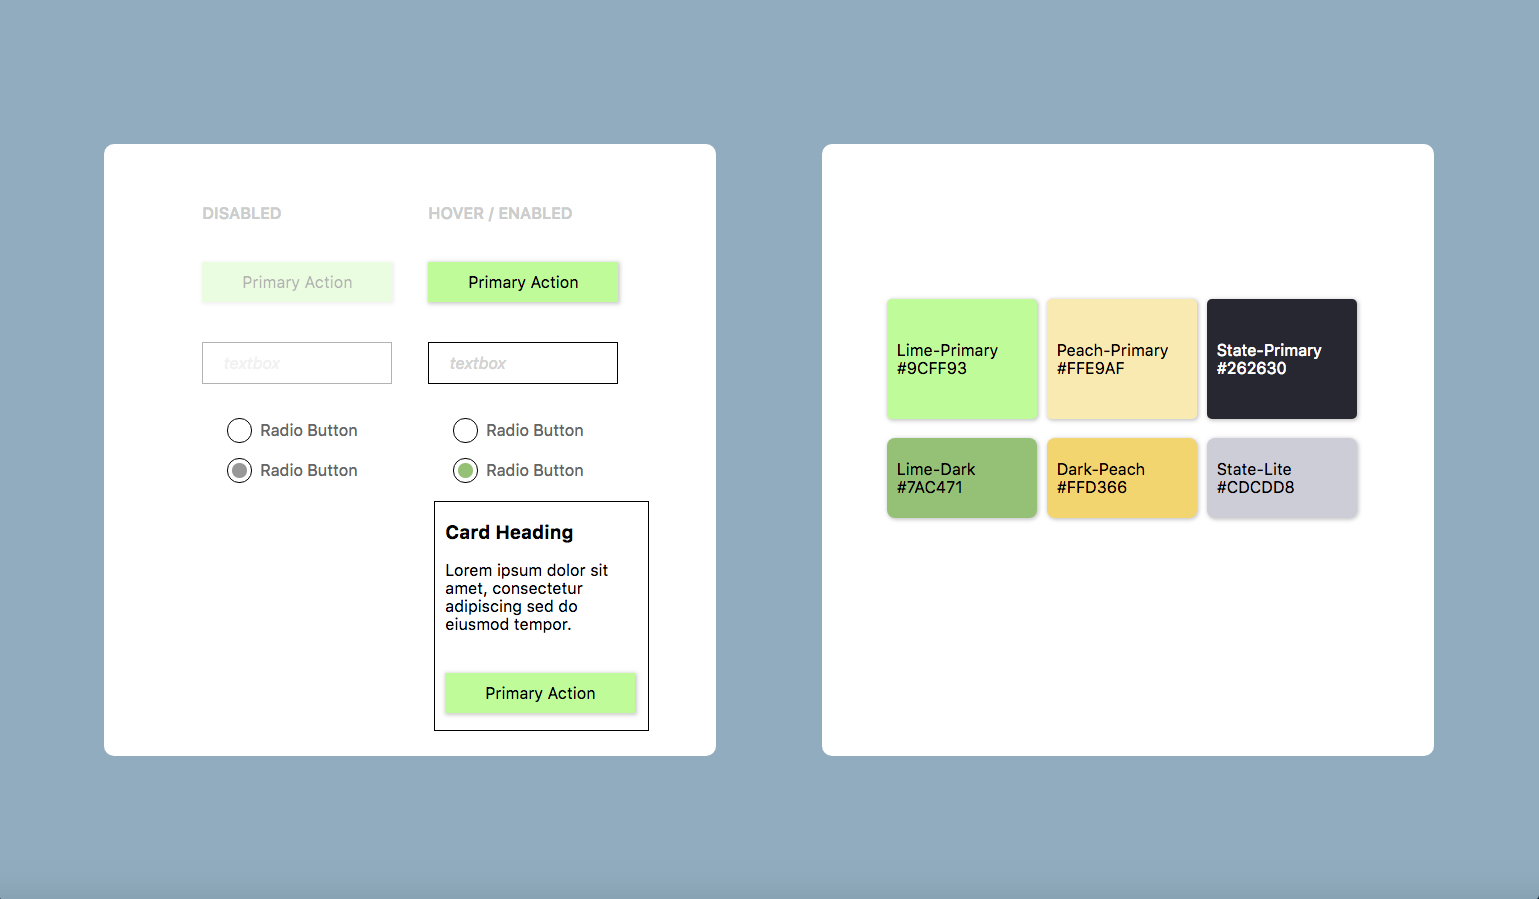 DISABLED
HOVER / ENABLED
Primary Action
Primary Action
textbox
textbox
Radio Button
Radio Button
Radio Button
Radio Button
Card Heading
Lorem ipsum dolor sit
amet, consectetur
adipiscing sed do
eiusmod tempor.
Primary Action
Lime-Primary
#9CFF93
Peach-Primary
#FFE9AF
State-Primary
#262630
Lime-Dark
#7AC471
Dark-Peach
#FFD366
State-Lite
#CDCDD8